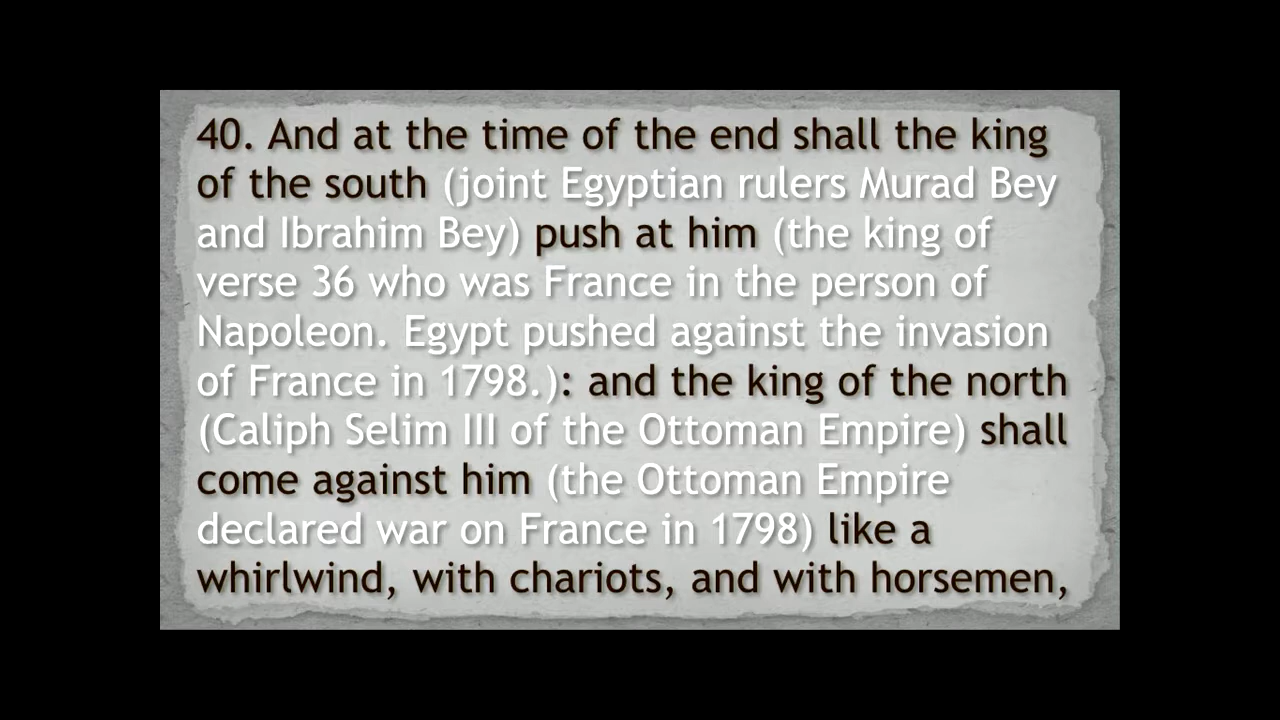 40. And at the time of the end shall the king
of the south (joint Egyptian rulers Murad Bey
and Ibrahim Bey) push at him (the king of
verse 36 who was France in the person of
Napoleon. Egypt pushed against the invasion
of France in 1798.): and the king of the north
(Caliph Selim III of the Ottoman Empire) shall
come against him (the Ottoman Empire
declared war on France in 1798) like a
whirlwind, with chariots, and with horsemen,